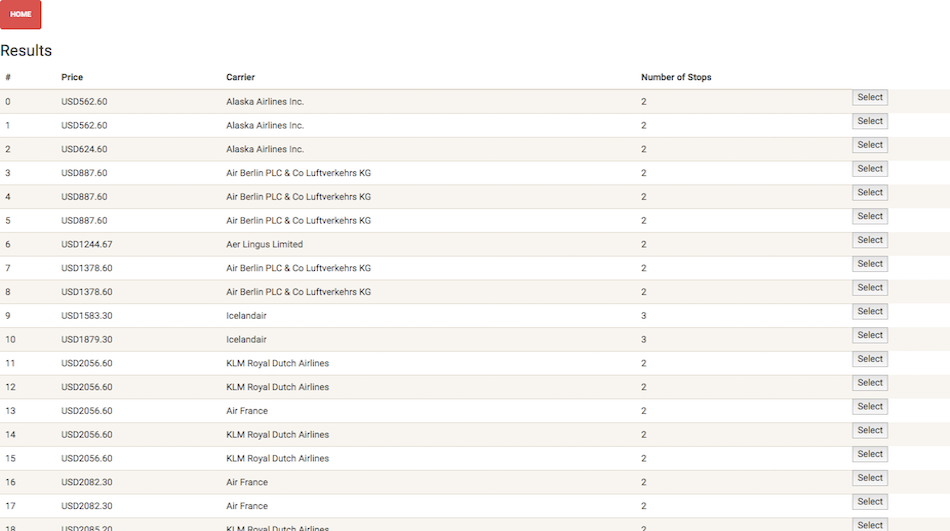 HOME
Results
# Price Carrier Number of Stops
0 USD562.60 Alaska Airlines Inc. 2 Select
1 USD562.60 Alaska Airlines Inc. 2 Select
2 USD624.60 Alaska Airlines Inc. 2 Select
3 USD887.60 Air Berlin PLC & Co Luftverkehrs KG 2 Select
4 USD887.60 Air Berlin PLC & Co Luftverkehrs KG 2 Select
5 USD887.60 Air Berlin PLC & Co Luftverkehrs KG 2 Select
6 USD1244.67 Aer Lingus Limited 2 Select
7 USD1378.60 Air Berlin PLC & Co Luftverkehrs KG 2 Select
8 USD1378.60 Air Berlin PLC & Co Luftverkehrs KG 2 Select
9 USD1583.30 Icelandair 3 Select
10 USD1879.30 Icelandair 3 Select
11 USD2056.60 KLM Royal Dutch Airlines 2 Select
12 USD2056.60 KLM Royal Dutch Airlines 2 Select
13 USD2056.60 Air France 2 Select
14 USD2056.60 KLM Royal Dutch Airlines 2 Select
15 USD2056.60 KLM Royal Dutch Airlines 2 Select
16 USD2082.30 Air France 2 Select
17 USD2082.30 Air France 2 Select
18 USD2085.20 KLM Royal Dutch Airlines 2 Select